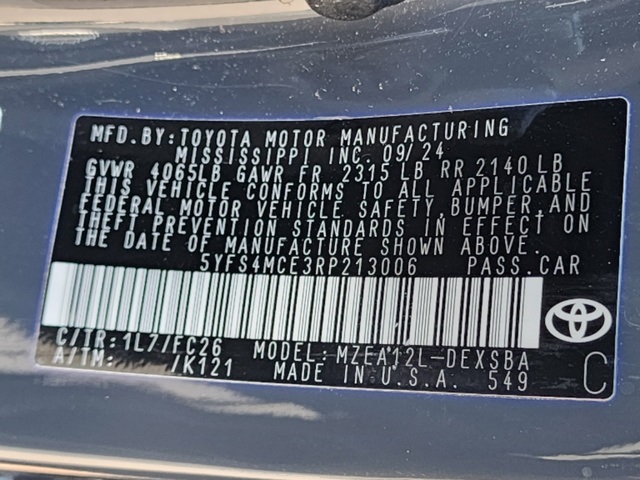 MFD.BY:TOYOTA MOTOR MANUFACTURING
MISSISSIPPI INC. 09/24
GVWR 4065LB GAWR FR 2315 LB RR 2140 LB
THIS VEHICLE CONFORMS TO ALL APPLICABLE
FEDERAL MOTOR VEHICLE SAFETY,BUMPER,AND
THEFT PREVENTION STANDARDS IN EFFECT ON
THE DATE OF MANUFACTURE SHOWN ABOVE.
5YFS4MCE3RP213006 PASS.CAR
C/TR:1L7/FC26 MODEL:MZEA12L-DEXSBA
A/TM: /K121 MADE IN U.S.A. 549 C